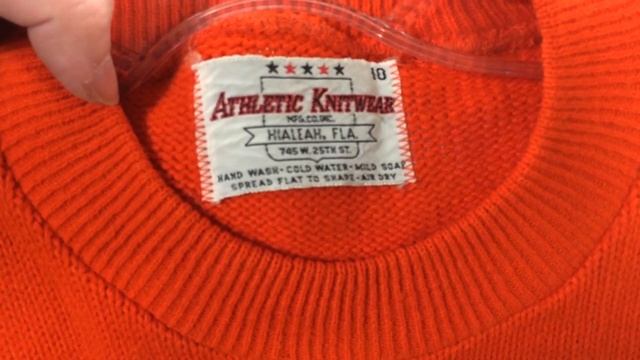 10
ATHLETIC KNITWEAR
MFG. CO. INC.
HIALEAH, FLA.
745 W. 25TH ST.
HAND WASH - COLD WATER - MILD SOAP
SPREAD FLAT TO SHAPE - AIR DRY